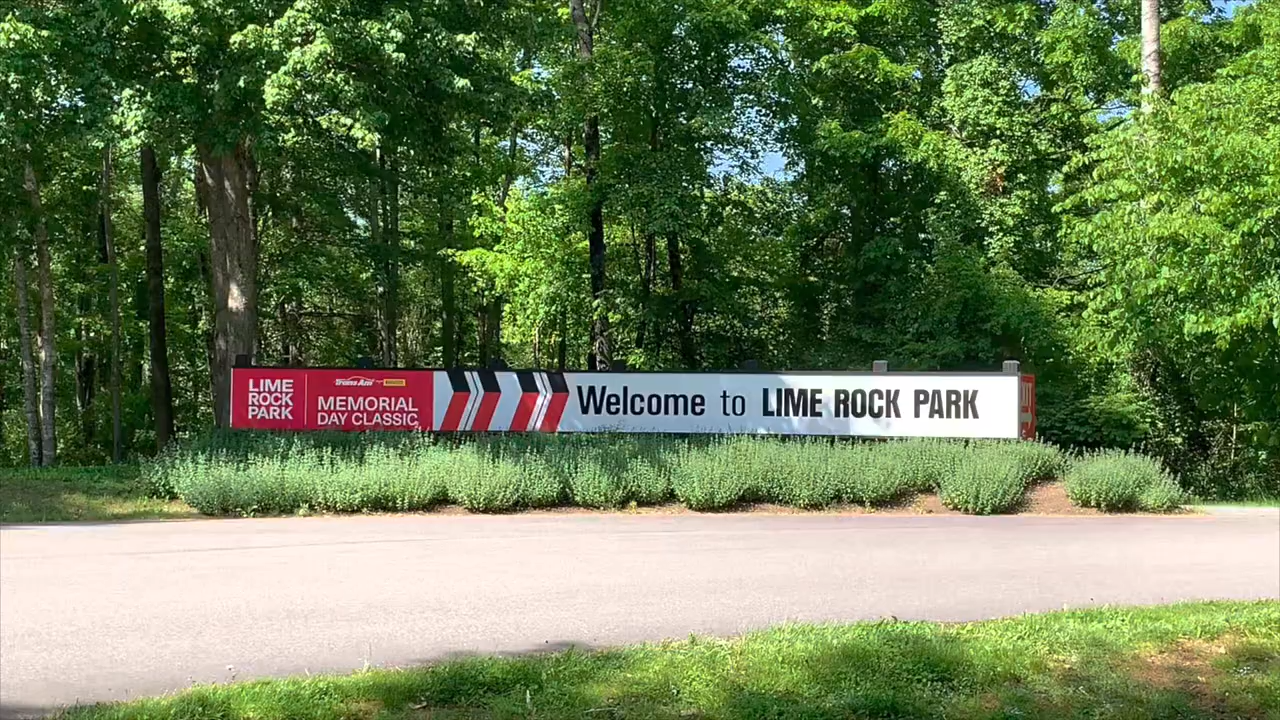 LIME
ROCK
PARK
Trans Am
MEMORIAL
DAY CLASSIC
Welcome to LIME ROCK PARK